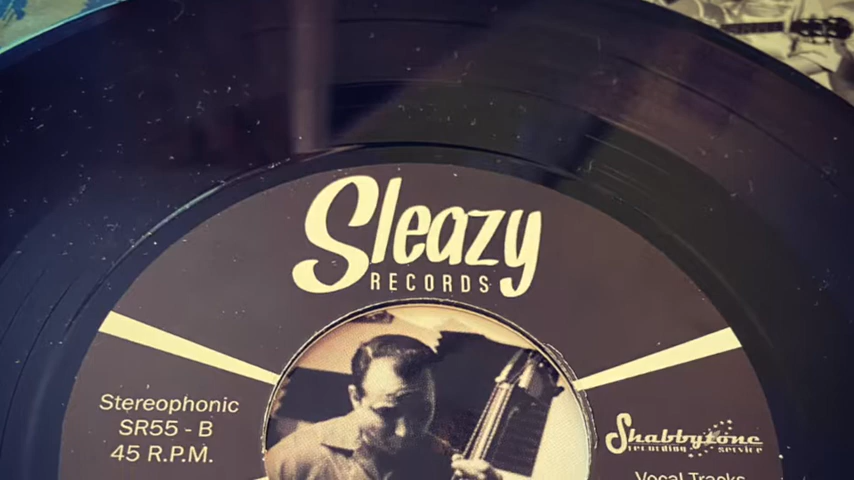 Sleazy
RECORDS
Stereophonic
SR55 - B
45 R.P.M.
Shabbytone
recording service
Vocal Tracks